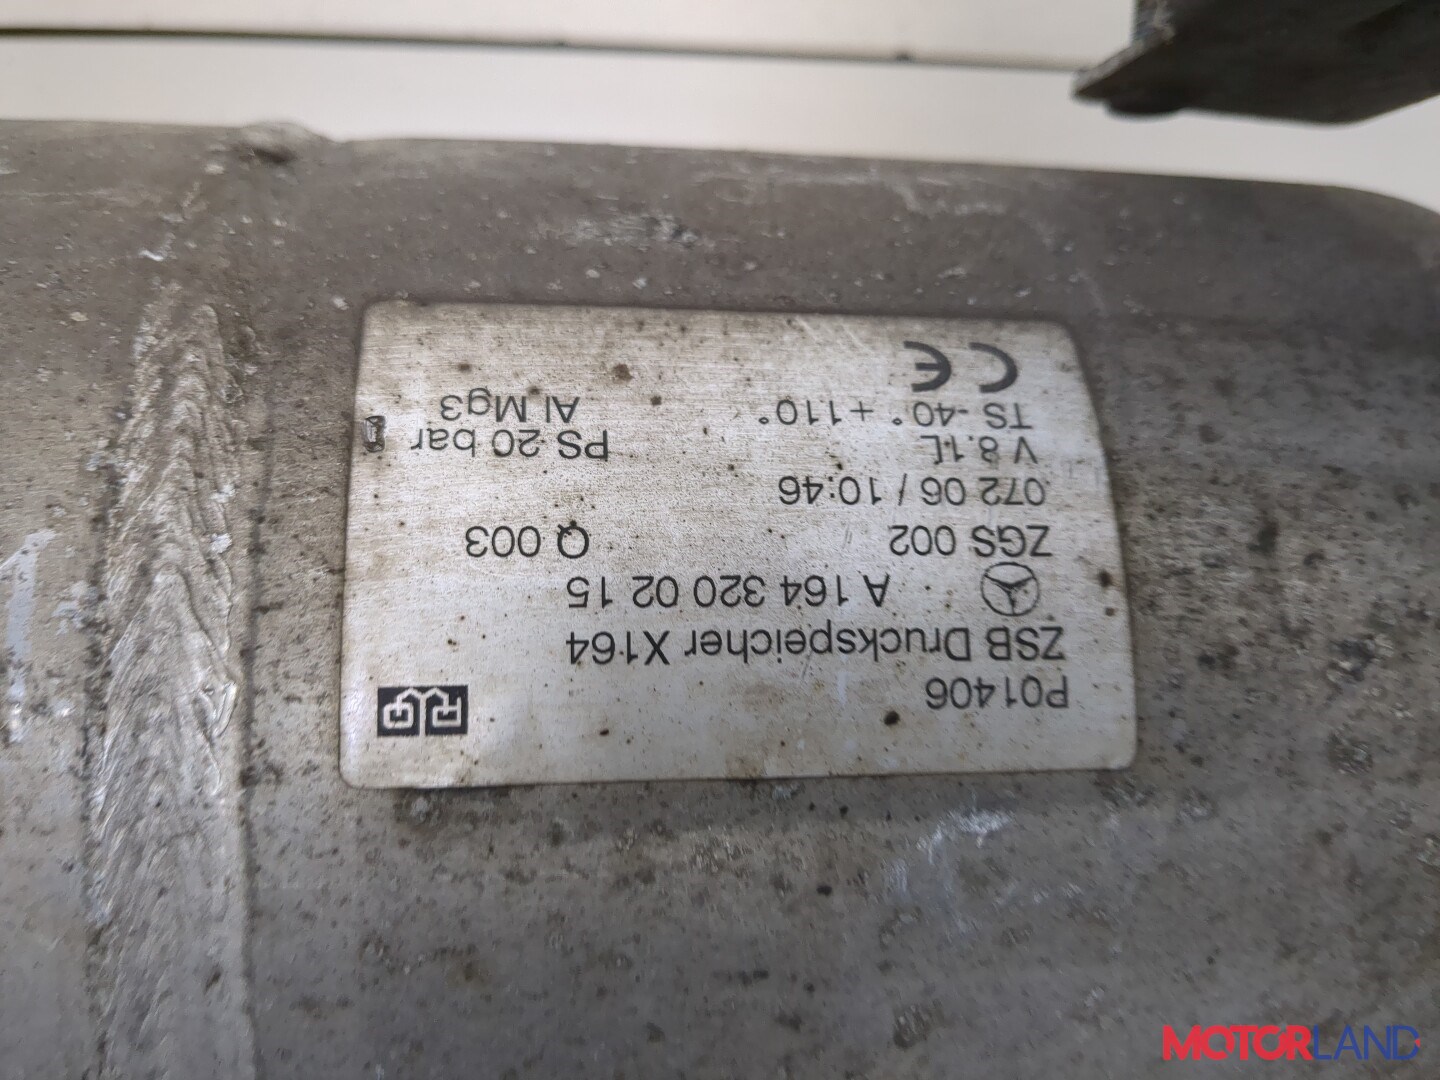 P01406
ZSB Druckspeicher X164
A 164 320 02 15
ZGS 002 Q 003
072 06 / 10:46
V 8.1L PS 20 bar
TS -40° +110° Al Mg3
CE
MOTORLAND